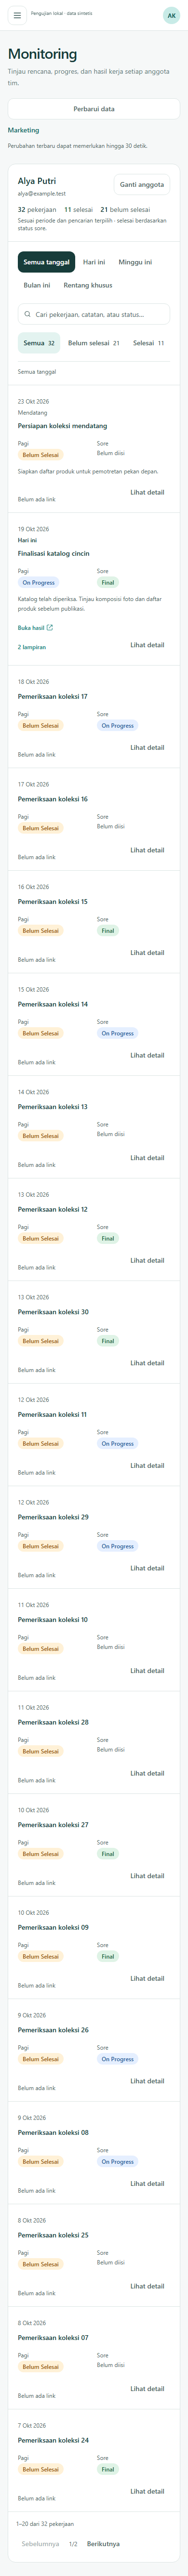 Pengujian lokal · data sintetis
AK
Monitoring
Tinjau rencana, progres, dan hasil kerja setiap anggota
tim.
Perbarui data
Marketing
Perubahan terbaru dapat memerlukan hingga 30 detik.
Alya Putri
alya@example.test
Ganti anggota
32 pekerjaan 11 selesai 21 belum selesai
Sesuai periode dan pencarian terpilih · selesai berdasarkan
status sore.
Semua tanggal Hari ini Minggu ini
Bulan ini Rentang khusus
Cari pekerjaan, catatan, atau status...
Semua 32 Belum selesai 21 Selesai 11
Semua tanggal
23 Okt 2026
Mendatang
Persiapan koleksi mendatang
Pagi Sore
Belum Selesai Belum diisi
Siapkan daftar produk untuk pemotretan pekan depan.
Belum ada link Lihat detail
19 Okt 2026
Hari ini
Finalisasi katalog cincin
Pagi Sore
On Progress Final
Katalog telah diperiksa. Tinjau komposisi foto dan daftar
produk sebelum publikasi.
Buka hasil
2 lampiran Lihat detail
18 Okt 2026
Pemeriksaan koleksi 17
Pagi Sore
Belum Selesai On Progress
Belum ada link Lihat detail
17 Okt 2026
Pemeriksaan koleksi 16
Pagi Sore
Belum Selesai Belum diisi
Belum ada link Lihat detail
16 Okt 2026
Pemeriksaan koleksi 15
Pagi Sore
Belum Selesai Final
Belum ada link Lihat detail
15 Okt 2026
Pemeriksaan koleksi 14
Pagi Sore
Belum Selesai On Progress
Belum ada link Lihat detail
14 Okt 2026
Pemeriksaan koleksi 13
Pagi Sore
Belum Selesai Belum diisi
Belum ada link Lihat detail
13 Okt 2026
Pemeriksaan koleksi 12
Pagi Sore
Belum Selesai Final
Belum ada link Lihat detail
13 Okt 2026
Pemeriksaan koleksi 30
Pagi Sore
Belum Selesai Final
Belum ada link Lihat detail
12 Okt 2026
Pemeriksaan koleksi 11
Pagi Sore
Belum Selesai On Progress
Belum ada link Lihat detail
12 Okt 2026
Pemeriksaan koleksi 29
Pagi Sore
Belum Selesai On Progress
Belum ada link Lihat detail
11 Okt 2026
Pemeriksaan koleksi 10
Pagi Sore
Belum Selesai Belum diisi
Belum ada link Lihat detail
11 Okt 2026
Pemeriksaan koleksi 28
Pagi Sore
Belum Selesai Belum diisi
Belum ada link Lihat detail
10 Okt 2026
Pemeriksaan koleksi 27
Pagi Sore
Belum Selesai Final
Belum ada link Lihat detail
10 Okt 2026
Pemeriksaan koleksi 09
Pagi Sore
Belum Selesai Final
Belum ada link Lihat detail
9 Okt 2026
Pemeriksaan koleksi 26
Pagi Sore
Belum Selesai On Progress
Belum ada link Lihat detail
9 Okt 2026
Pemeriksaan koleksi 08
Pagi Sore
Belum Selesai On Progress
Belum ada link Lihat detail
8 Okt 2026
Pemeriksaan koleksi 25
Pagi Sore
Belum Selesai Belum diisi
Belum ada link Lihat detail
8 Okt 2026
Pemeriksaan koleksi 07
Pagi Sore
Belum Selesai Belum diisi
Belum ada link Lihat detail
7 Okt 2026
Pemeriksaan koleksi 24
Pagi Sore
Belum Selesai Final
Belum ada link Lihat detail
1–20 dari 32 pekerjaan
Sebelumnya 1/2 Berikutnya